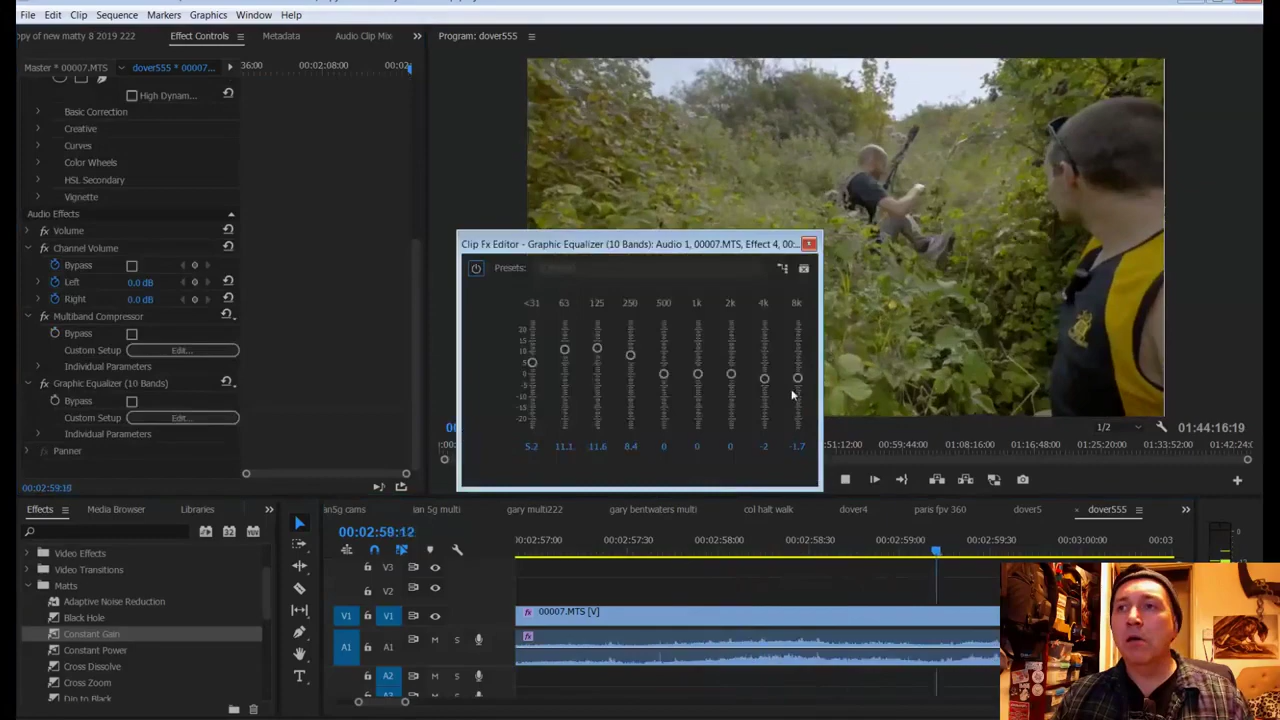 File Edit Clip Sequence Markers Graphics Window Help
opy of new matty 8 2019 222 Effect Controls Metadata Audio Clip Mix
Program: dover555
Master * 00007.MTS dover555 * 00007... 36:00 00:02:08:00 00:02
High Dynam...
Basic Correction
Creative
Curves
Color Wheels
HSL Secondary
Vignette
Audio Effects
fx Volume
fx Channel Volume
Bypass
Left 0.0 dB
Right 0.0 dB
fx Multiband Compressor
Bypass
Custom Setup Edit...
Individual Parameters
fx Graphic Equalizer (10 Bands)
Bypass
Custom Setup Edit...
Individual Parameters
fx Panner
00:02:59:15
Clip Fx Editor - Graphic Equalizer (10 Bands): Audio 1, 00007.MTS, Effect 4, 00:...
Presets:
<31 63 125 250 500 1k 2k 4k 8k
20
15
10
5
0
-5
-10
-15
-20
5.2 11.1 11.6 8.4 0 0 0 -2 -1.7
1/2 01:44:16:19
51:12:00 00:59:44:00 01:08:16:00 01:16:48:00 01:25:20:00 01:33:52:00 01:42:24:
Effects Media Browser Libraries
Video Effects
Video Transitions
Matts
Adaptive Noise Reduction
Black Hole
Constant Gain
Constant Power
Cross Dissolve
Cross Zoom
Dip to Black
an5g cams ian 5g multi gary multi222 gary bentwaters multi col halt walk dover4 paris fpv 360 dover5 dover555
00:02:59:12
00:02:57:00 00:02:57:30 00:02:58:00 00:02:58:30 00:02:59:00 00:02:59:30 00:03:00:00 00:03
V3
V2
V1 V1 fx 00007.MTS [V]
A1 A1 M S fx
A2 M S
0